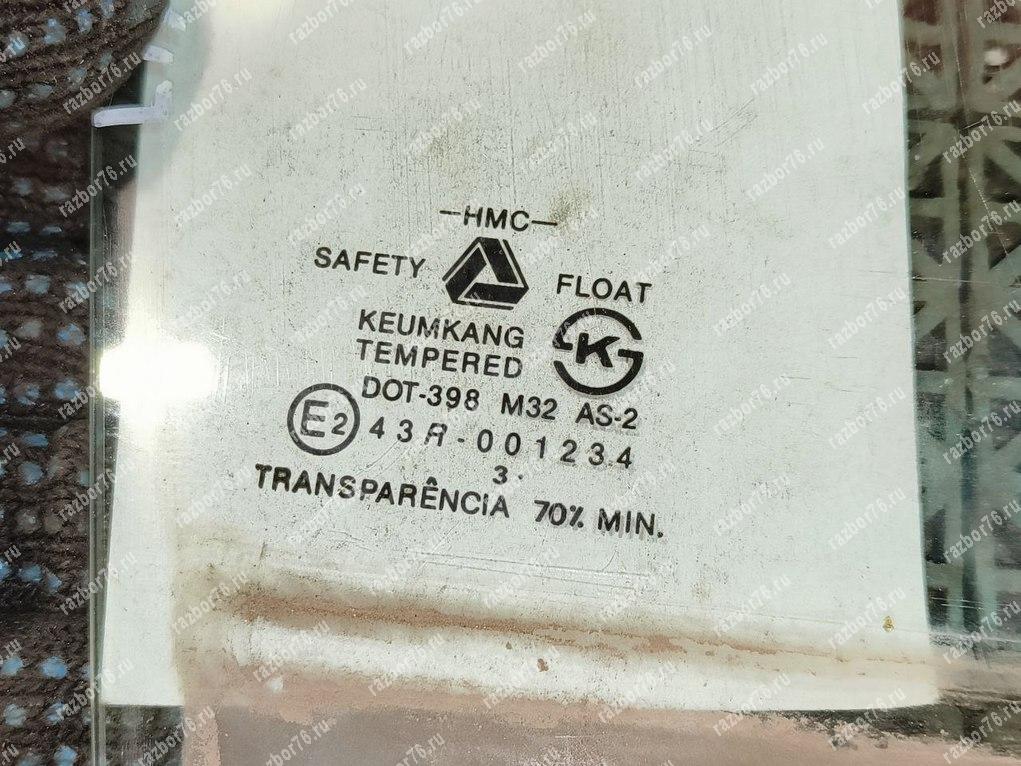 -HMC-
SAFETY FLOAT
KEUMKANG
TEMPERED
DOT-398 M32 AS-2
E2 43R-001234
3.
TRANSPARÊNCIA 70% MIN.
razbor76.ru